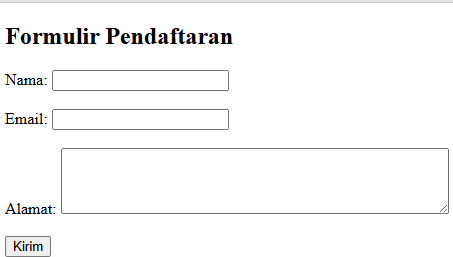 Formulir Pendaftaran
Nama:
Email:
Alamat:
Kirim